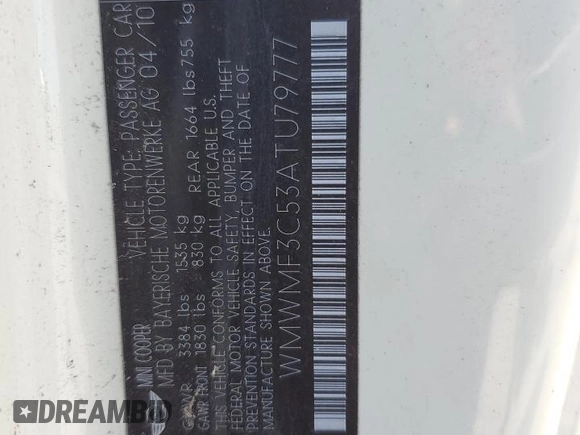 MINI COOPER
VEHICLE TYPE: PASSENGER CAR
MFD BY BAYERISCHE MOTORENWERKE AG 04/10
GVWR 3384 lbs 1535 kg
GAWR FRONT 1830 lbs 830 kg REAR 1664 lbs 755 kg
THIS VEHICLE CONFORMS TO ALL APPLICABLE U.S.
FEDERAL MOTOR VEHICLE SAFETY, BUMPER AND THEFT
PREVENTION STANDARDS IN EFFECT ON THE DATE OF
MANUFACTURE SHOWN ABOVE.
WMWMF3C53ATU79777
DREAMBID